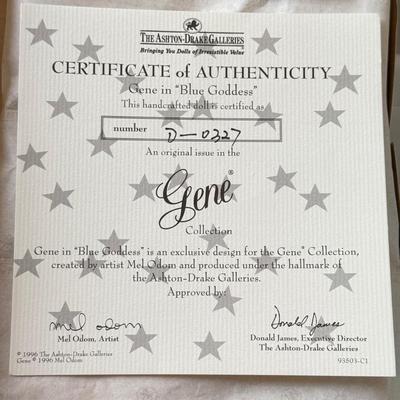 THE ASHTON-DRAKE GALLERIES
Bringing You Dolls of Irresistible Value
CERTIFICATE of AUTHENTICITY
Gene in "Blue Goddess"
This handcrafted doll is certified as
number D-0327
An original issue in the
Gene®
Collection
Gene in "Blue Goddess" is an exclusive design for the Gene® Collection,
created by artist Mel Odom and produced under the hallmark of
the Ashton-Drake Galleries.
Approved by:
mel odom Donald James
Mel Odom, Artist Donald James, Executive Director
The Ashton-Drake Galleries
© 1996 The Ashton-Drake Galleries
Gene ® 1996 Mel Odom 93503-C1